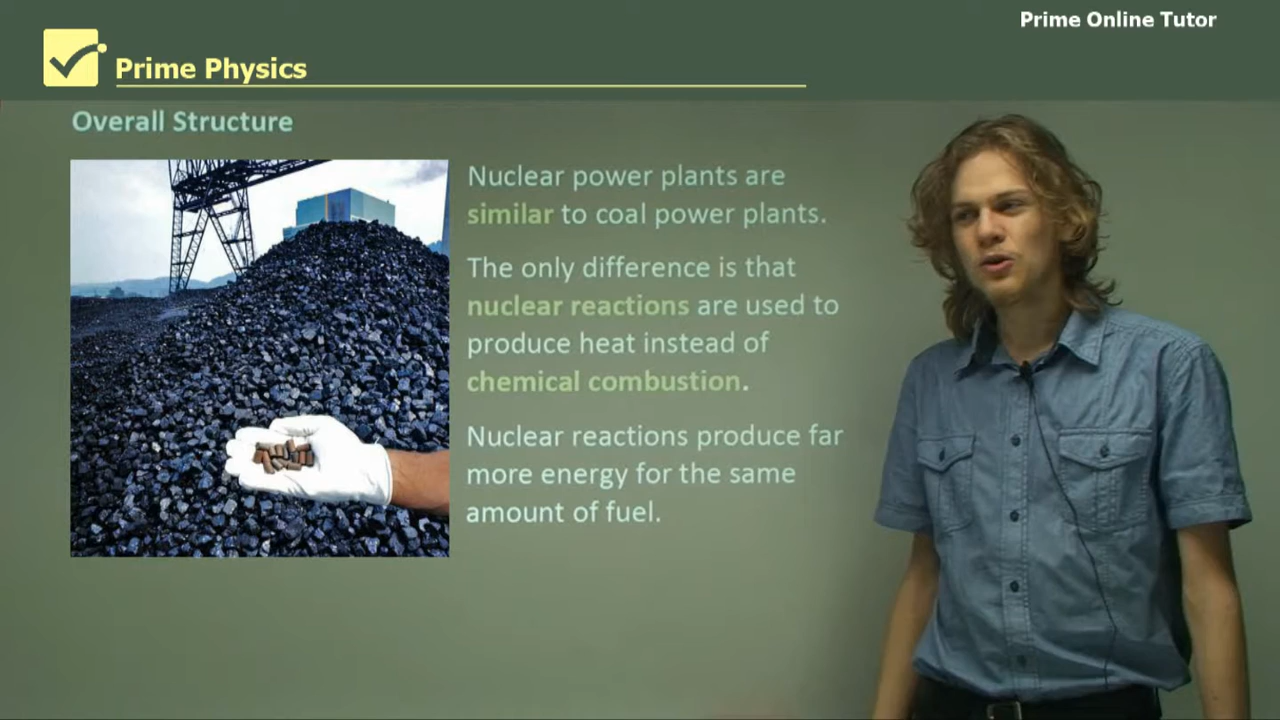 Prime Online Tutor
Prime Physics
Overall Structure
Nuclear power plants are
similar to coal power plants.
The only difference is that
nuclear reactions are used to
produce heat instead of
chemical combustion.
Nuclear reactions produce far
more energy for the same
amount of fuel.